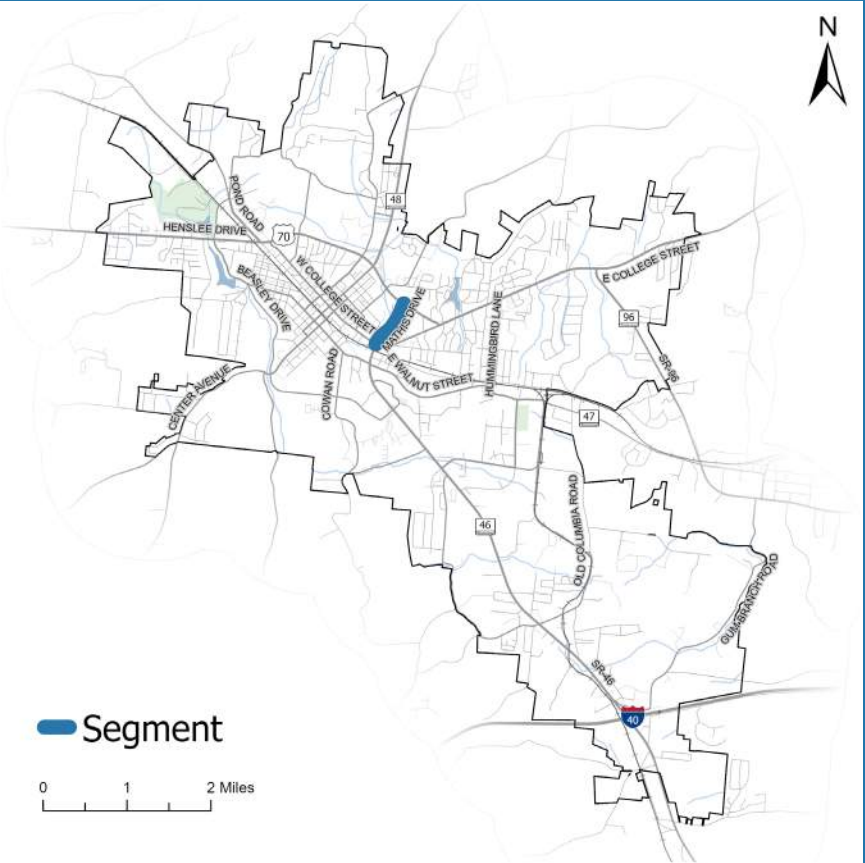 N
48
POND ROAD
HENSLEE DRIVE
70
E COLLEGE STREET
W COLLEGE STREET
BEASLEY DRIVE
MATHIS DRIVE
HUMMINGBIRD LANE
96
SR-96
E WALNUT STREET
COWAN ROAD
CENTER AVENUE
47
46
OLD COLUMBIA ROAD
GUM BRANCH ROAD
SR-46
40
Segment
0 1 2 Miles